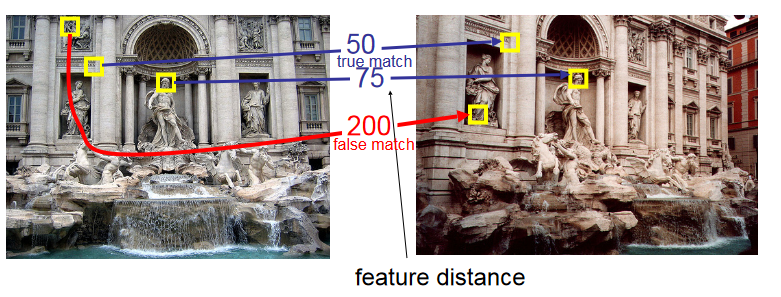 50
true match
75
200
false match
feature distance